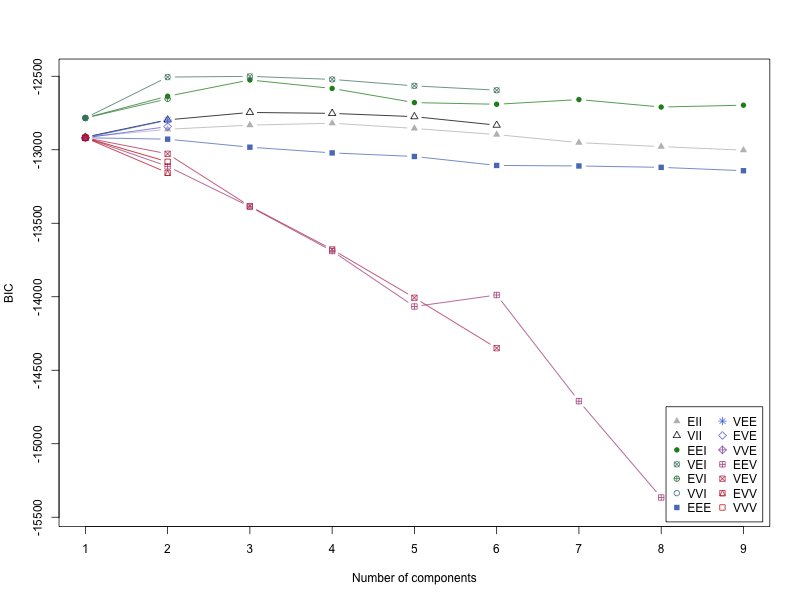 BIC
-12500
-13000
-13500
-14000
-14500
-15000
-15500
1 2 3 4 5 6 7 8 9
Number of components
EII VEE
VII EVE
EEI VVE
VEI EEV
EVI VEV
VVI EVV
EEE VVV